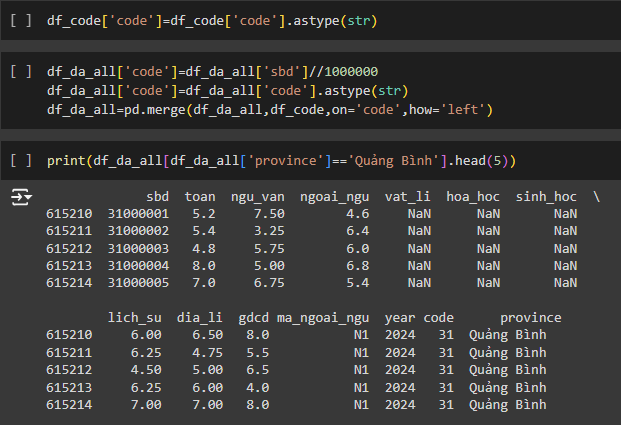 [ ] df_code['code']=df_code['code'].astype(str)
[ ] df_da_all['code']=df_da_all['sbd']//1000000
df_da_all['code']=df_da_all['code'].astype(str)
df_da_all=pd.merge(df_da_all,df_code,on='code',how='left')
[ ] print(df_da_all[df_da_all['province']=='Quảng Bình'].head(5))
sbd toan ngu_van ngoai_ngu vat_li hoa_hoc sinh_hoc \
615210 31000001 5.2 7.50 4.6 NaN NaN NaN
615211 31000002 5.4 3.25 6.4 NaN NaN NaN
615212 31000003 4.8 5.75 6.0 NaN NaN NaN
615213 31000004 8.0 5.00 6.8 NaN NaN NaN
615214 31000005 7.0 6.75 5.4 NaN NaN NaN
lich_su dia_li gdcd ma_ngoai_ngu year code province
615210 6.00 6.50 8.0 N1 2024 31 Quảng Bình
615211 6.25 4.75 5.5 N1 2024 31 Quảng Bình
615212 4.50 5.00 6.5 N1 2024 31 Quảng Bình
615213 6.25 6.00 4.0 N1 2024 31 Quảng Bình
615214 7.00 7.00 8.0 N1 2024 31 Quảng Bình